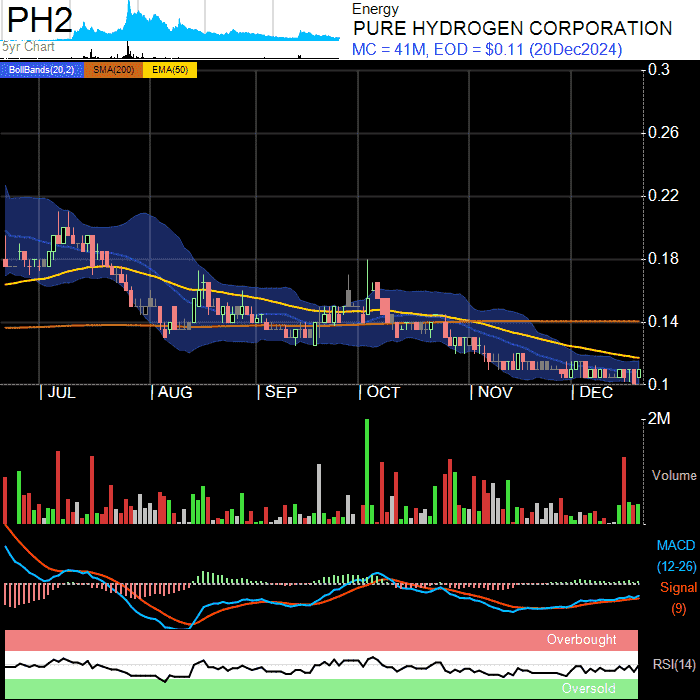 PH2
5yr Chart
Energy
PURE HYDROGEN CORPORATION
MC = 41M, EOD = $0.11 (20Dec2024)
BollBands(20,2) SMA(200) EMA(50)
0.3
0.26
0.22
0.18
0.14
0.1
JUL AUG SEP OCT NOV DEC
2M
Volume
MACD
(12-26)
Signal
(9)
Overbought
RSI(14)
Oversold